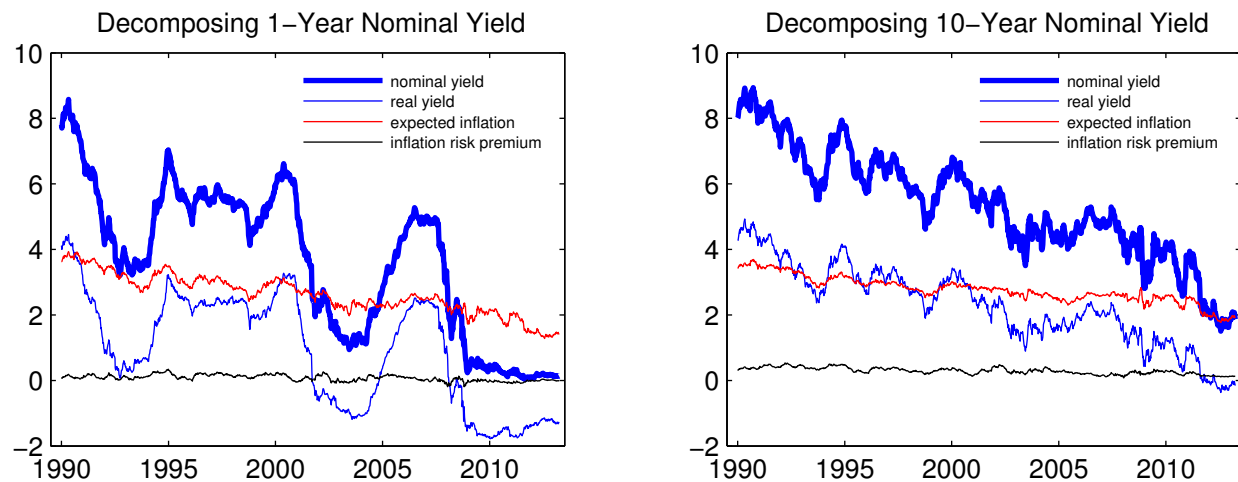 Decomposing 1−Year Nominal Yield
10
8
6
4
2
0
−2
1990 1995 2000 2005 2010
nominal yield
real yield
expected inflation
inflation risk premium
Decomposing 10−Year Nominal Yield
10
8
6
4
2
0
−2
1990 1995 2000 2005 2010
nominal yield
real yield
expected inflation
inflation risk premium